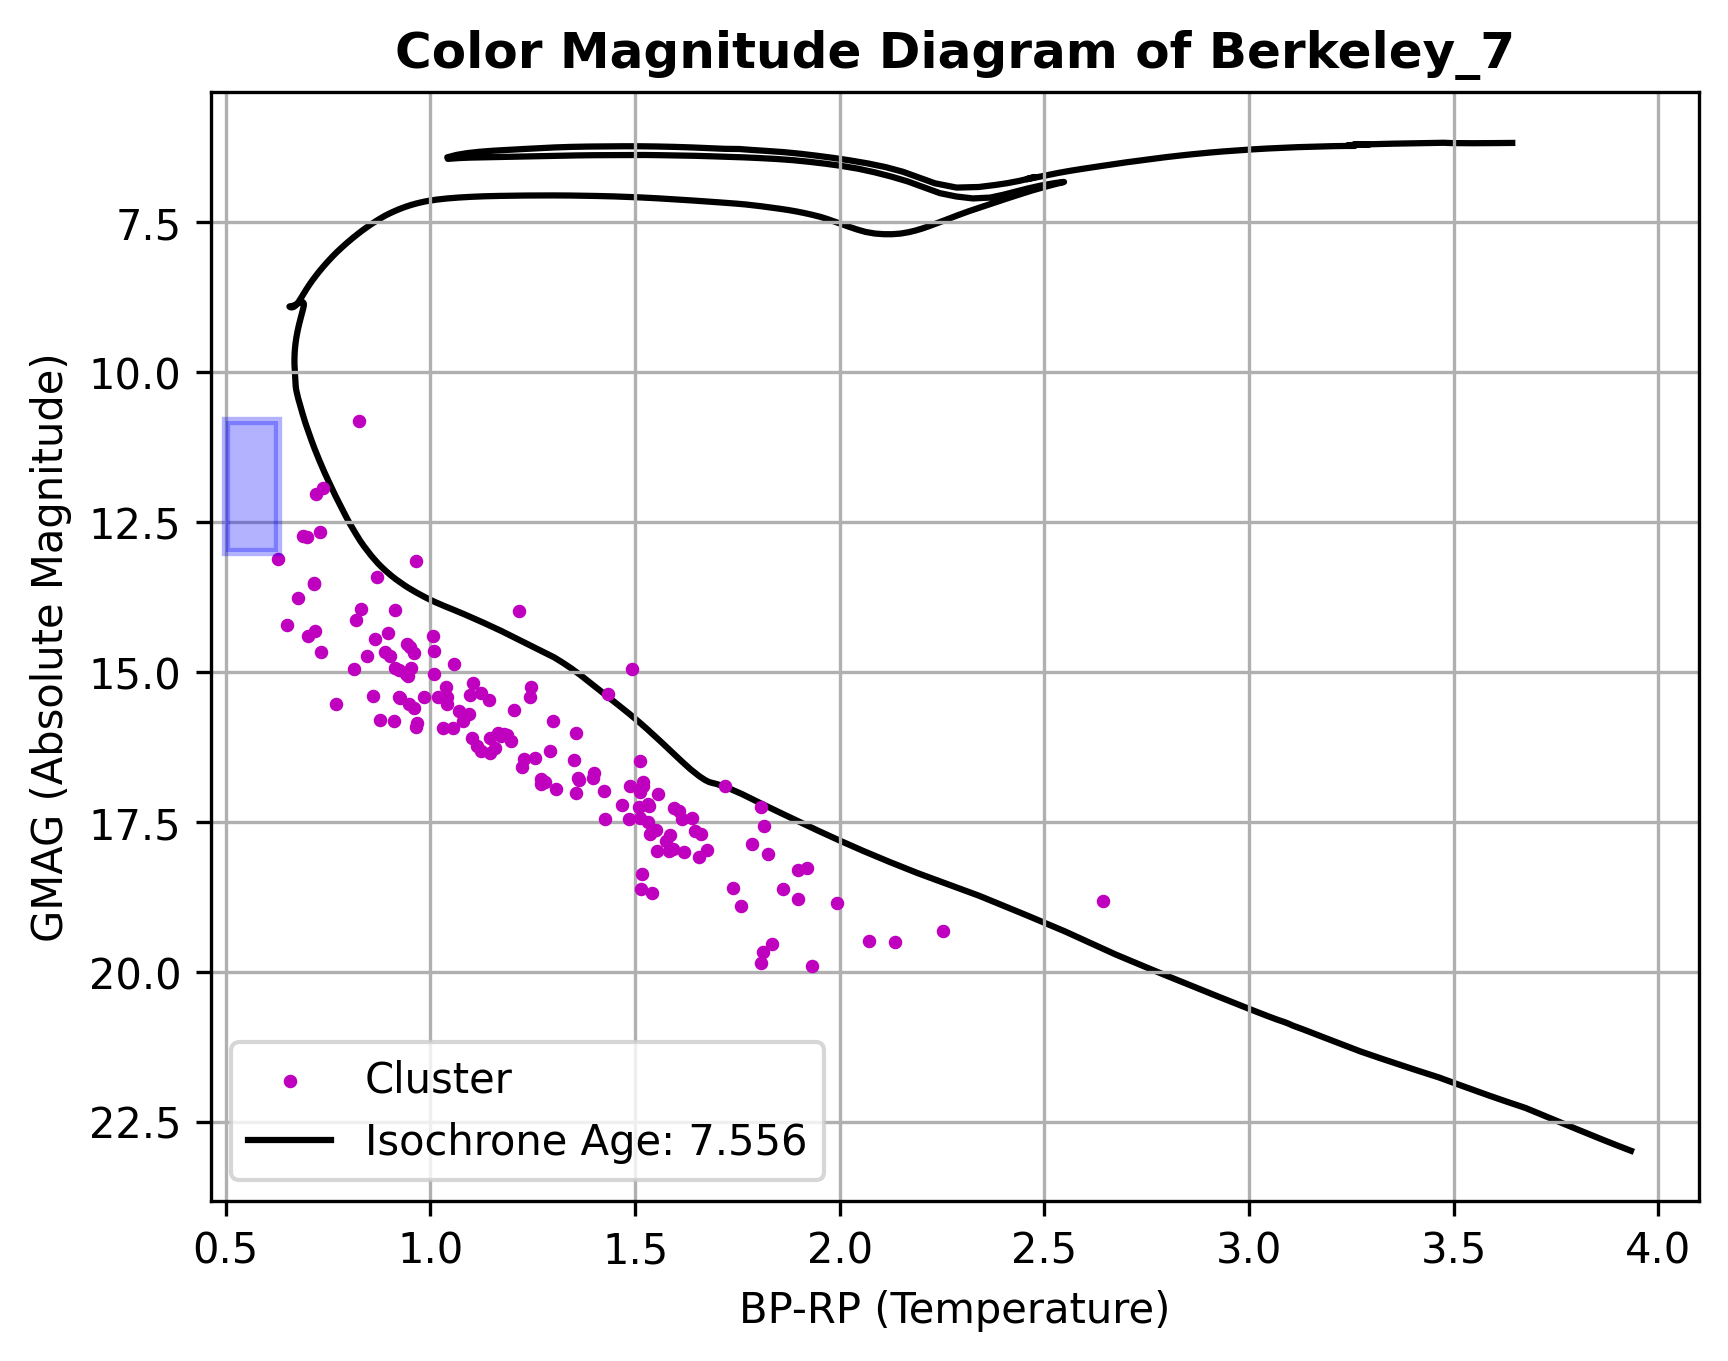 Color Magnitude Diagram of Berkeley_7
GMAG (Absolute Magnitude)
7.5
10.0
12.5
15.0
17.5
20.0
22.5
Cluster
Isochrone Age: 7.556
0.5 1.0 1.5 2.0 2.5 3.0 3.5 4.0
BP-RP (Temperature)